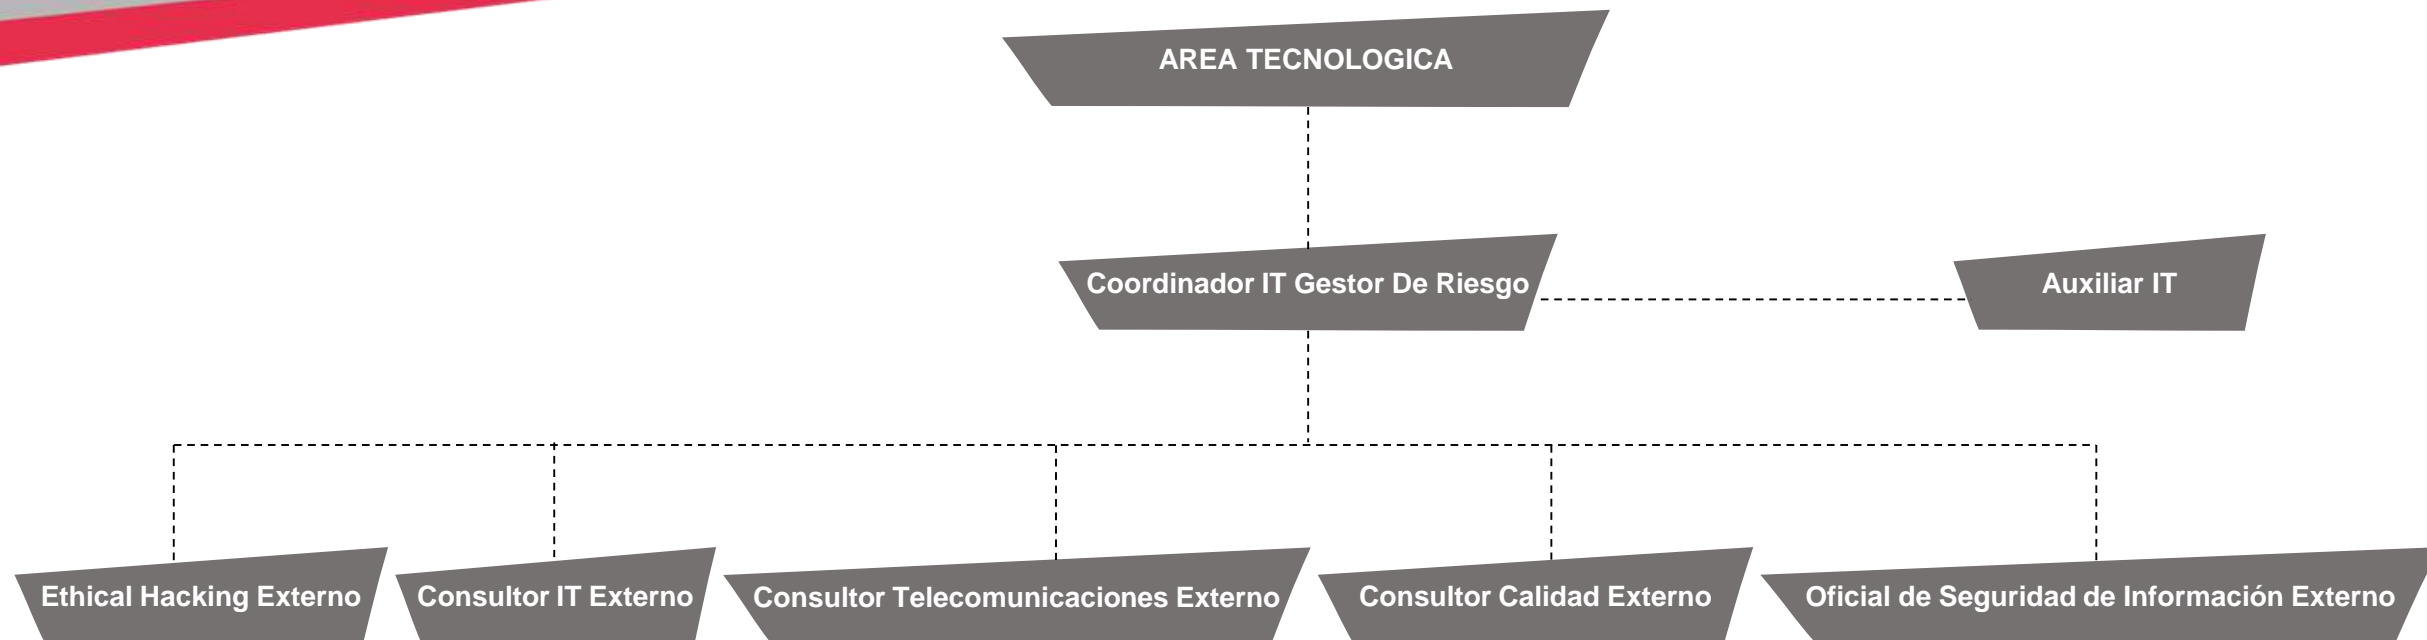 AREA TECNOLOGICA
Coordinador IT Gestor De Riesgo
Auxiliar IT
Ethical Hacking Externo
Consultor IT Externo
Consultor Telecomunicaciones Externo
Consultor Calidad Externo
Oficial de Seguridad de Información Externo